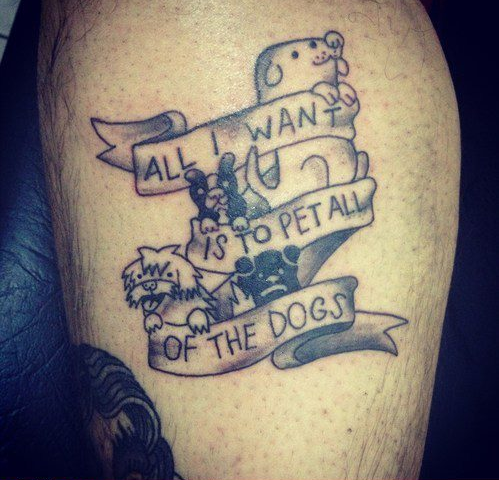 ALL I WANT
IS TO PET ALL
OF THE DOGS